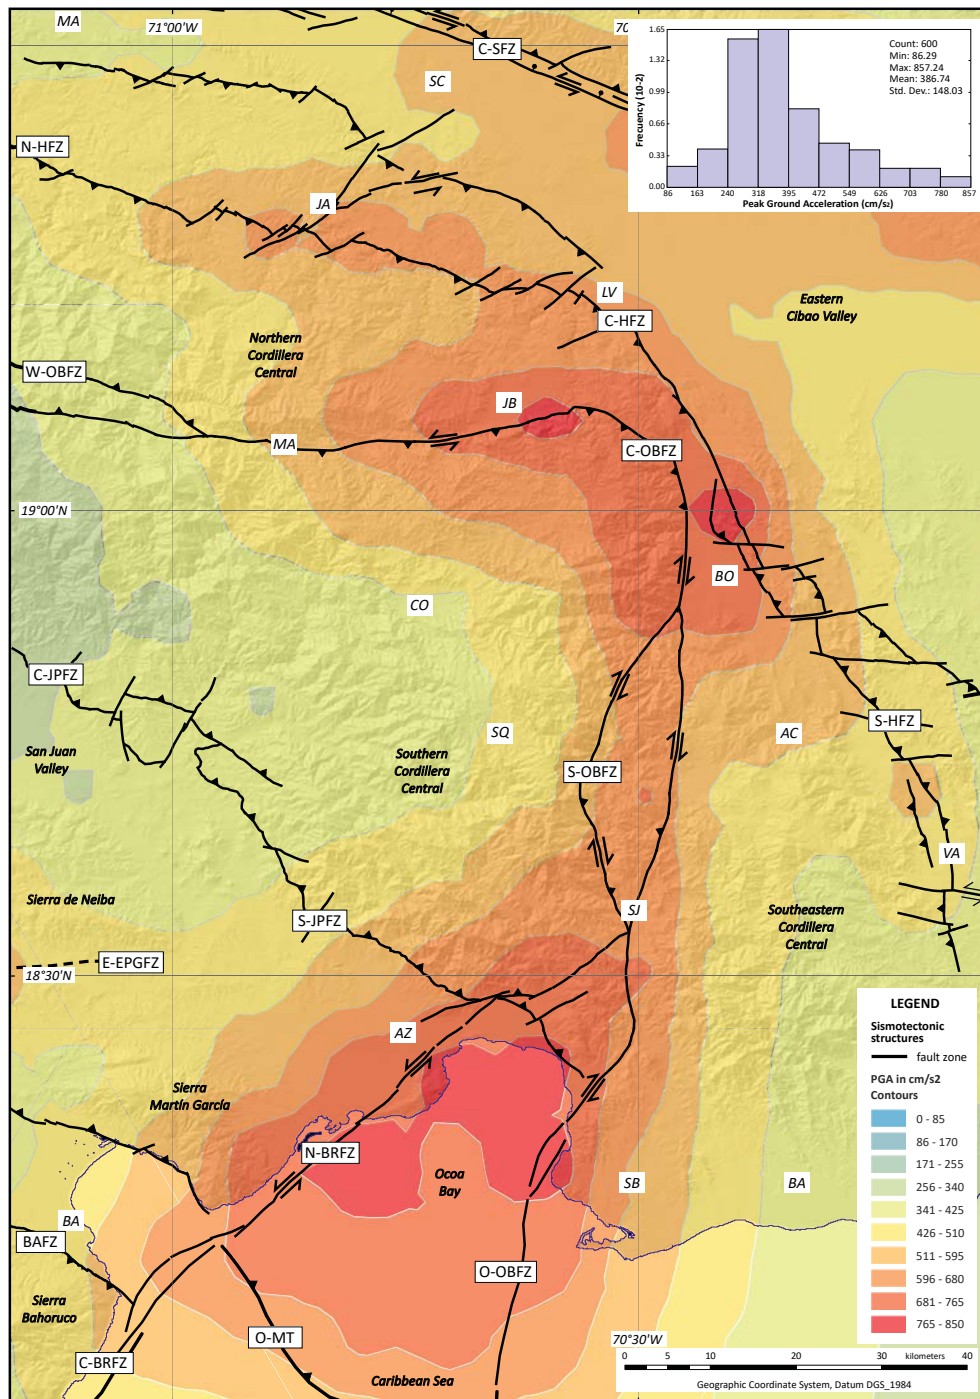 MA
71°00'W
70
C-SFZ
SC
N-HFZ
JA
LV
C-HFZ
Eastern
Cibao Valley
Northern
Cordillera
Central
W-OBFZ
JB
MA
C-OBFZ
19°00'N
BO
CO
C-JPFZ
San Juan
Valley
SQ
Southern
Cordillera
Central
S-OBFZ
AC
S-HFZ
VA
Sierra de Neiba
S-JPFZ
SJ
Southeastern
Cordillera
Central
E-EPGFZ
18°30'N
AZ
Sierra
Martín García
N-BRFZ
Ocoa
Bay
SB
BA
BA
BAFZ
O-OBFZ
Sierra
Bahoruco
O-MT
C-BRFZ
Caribbean Sea
70°30'W
1.65
1.32
0.99
0.66
0.33
0.00
Frecuency (10-2)
Count: 600
Min: 86.29
Max: 857.24
Mean: 386.74
Std. Dev.: 148.03
86 163 240 318 395 472 549 626 703 780 857
Peak Ground Acceleration (cm/s2)
LEGEND
Sismotectonic
structures
fault zone
PGA in cm/s2
Contours
0 - 85
86 - 170
171 - 255
256 - 340
341 - 425
426 - 510
511 - 595
596 - 680
681 - 765
765 - 850
kilometers
0 5 10 20 30 40
Geographic Coordinate System, Datum DGS_1984